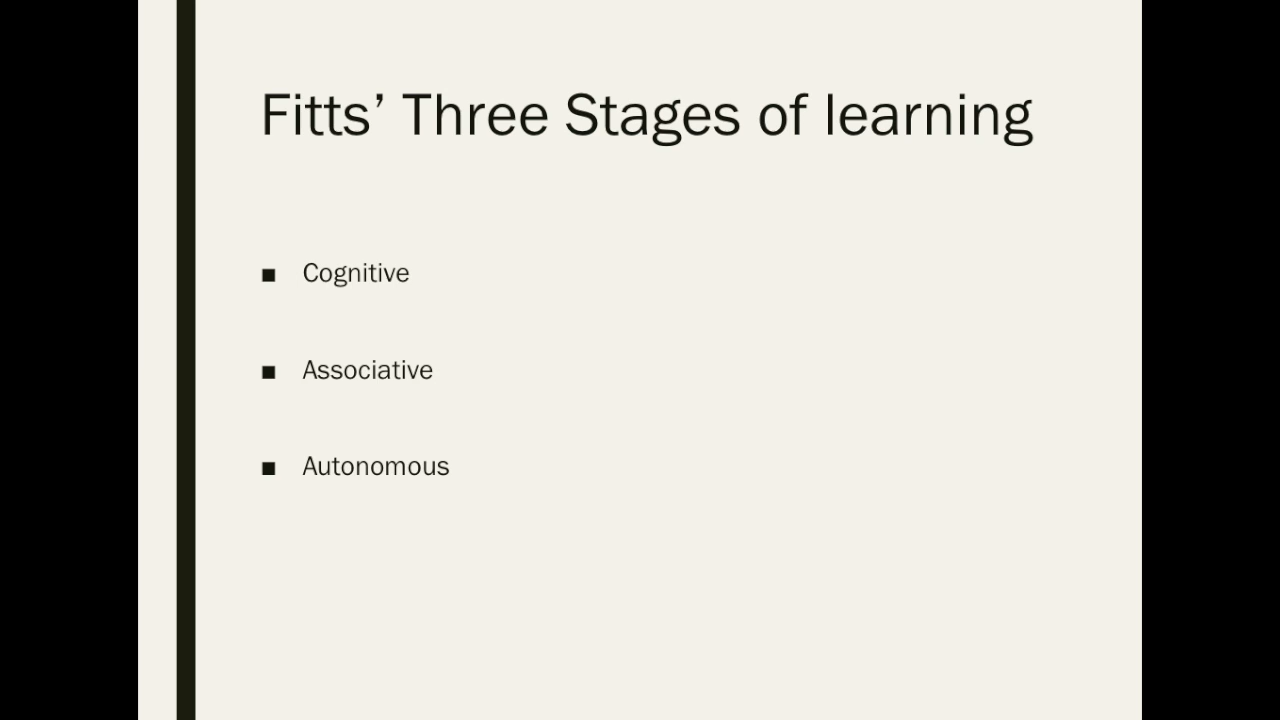 Fitts’ Three Stages of learning
■ Cognitive
■ Associative
■ Autonomous